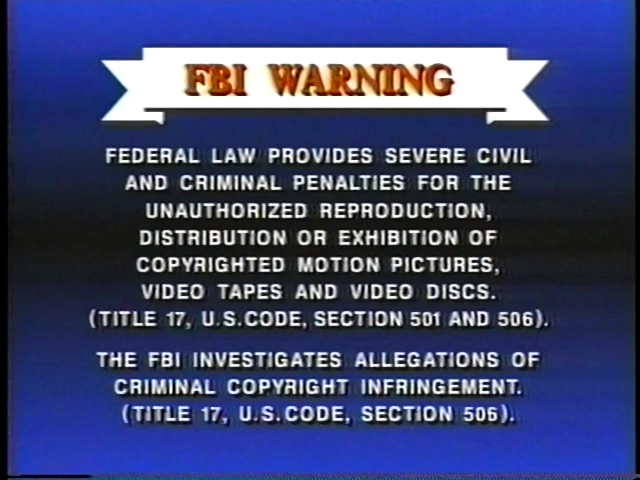 FBI WARNING
FEDERAL LAW PROVIDES SEVERE CIVIL
AND CRIMINAL PENALTIES FOR THE
UNAUTHORIZED REPRODUCTION,
DISTRIBUTION OR EXHIBITION OF
COPYRIGHTED MOTION PICTURES,
VIDEO TAPES AND VIDEO DISCS.
(TITLE 17, U.S.CODE, SECTION 501 AND 506).
THE FBI INVESTIGATES ALLEGATIONS OF
CRIMINAL COPYRIGHT INFRINGEMENT.
(TITLE 17, U.S.CODE, SECTION 506).